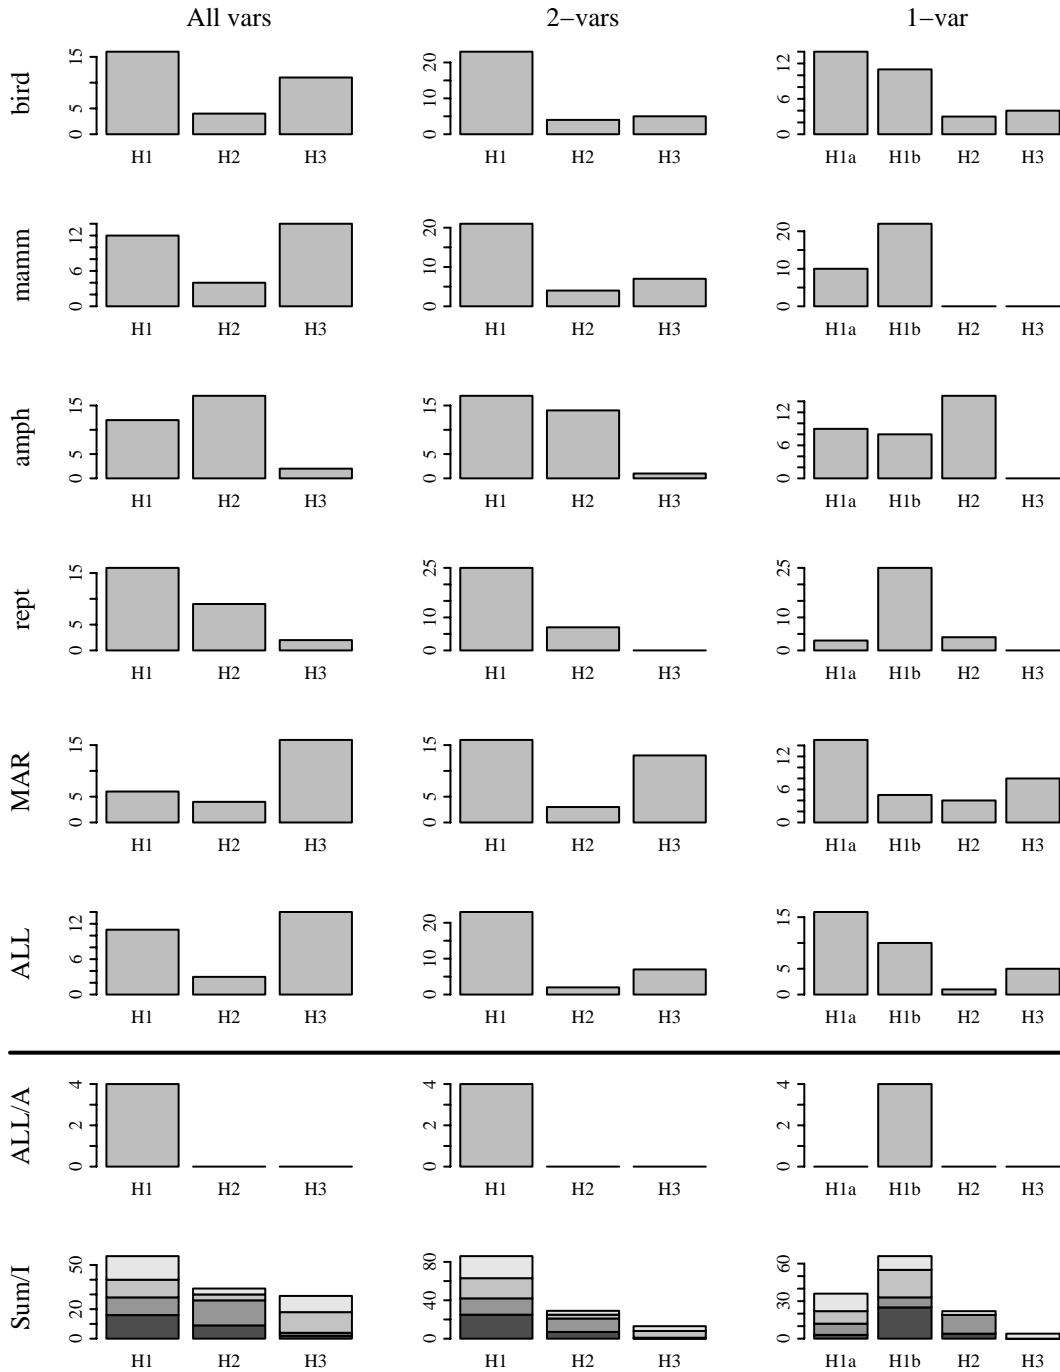 All vars 2−vars 1−var
bird
0 5 15
H1 H2 H3
0 10 20
H1 H2 H3
0 6 12
H1a H1b H2 H3
mamm
0 6 12
H1 H2 H3
0 10 20
H1 H2 H3
0 10 20
H1a H1b H2 H3
amph
0 5 15
H1 H2 H3
0 5 15
H1 H2 H3
0 6 12
H1a H1b H2 H3
rept
0 5 15
H1 H2 H3
0 10 25
H1 H2 H3
0 10 25
H1a H1b H2 H3
MAR
0 5 15
H1 H2 H3
0 5 15
H1 H2 H3
0 6 12
H1a H1b H2 H3
ALL
0 6 12
H1 H2 H3
0 10 20
H1 H2 H3
0 5 15
H1a H1b H2 H3
ALL/A
0 2 4
H1 H2 H3
0 2 4
H1 H2 H3
0 2 4
H1a H1b H2 H3
Sum/I
0 20 50
H1 H2 H3
0 40 80
H1 H2 H3
0 30 60
H1a H1b H2 H3